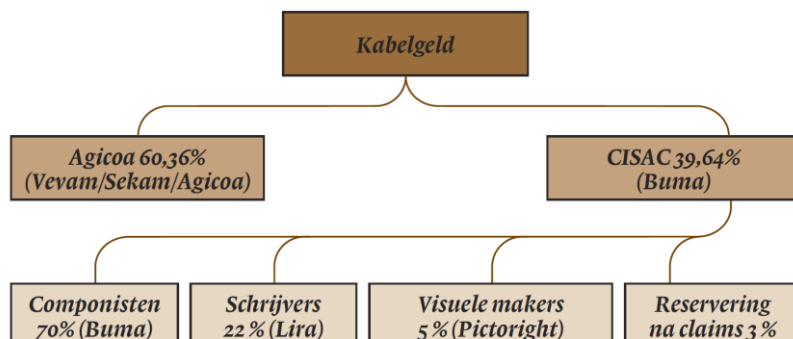 Kabelgeld
Agicoa 60,36%
(Vevam/Sekam/Agicoa)
CISAC 39,64%
(Buma)
Componisten
70% (Buma)
Schrijvers
22 % (Lira)
Visuele makers
5 % (Pictoright)
Reservering
na claims 3 %